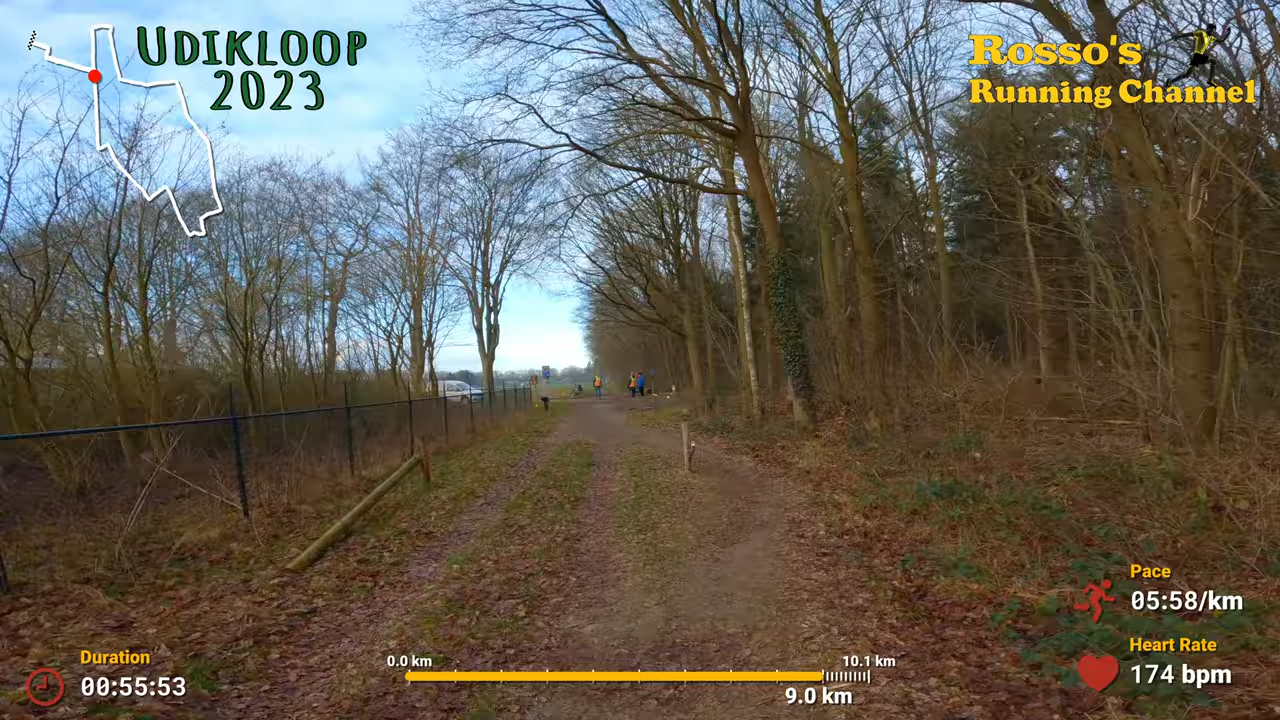 UDIKLOOP
2023
Rosso's
Running Channel
Pace
05:58/km
Heart Rate
174 bpm
Duration
00:55:53
0.0 km
10.1 km
9.0 km